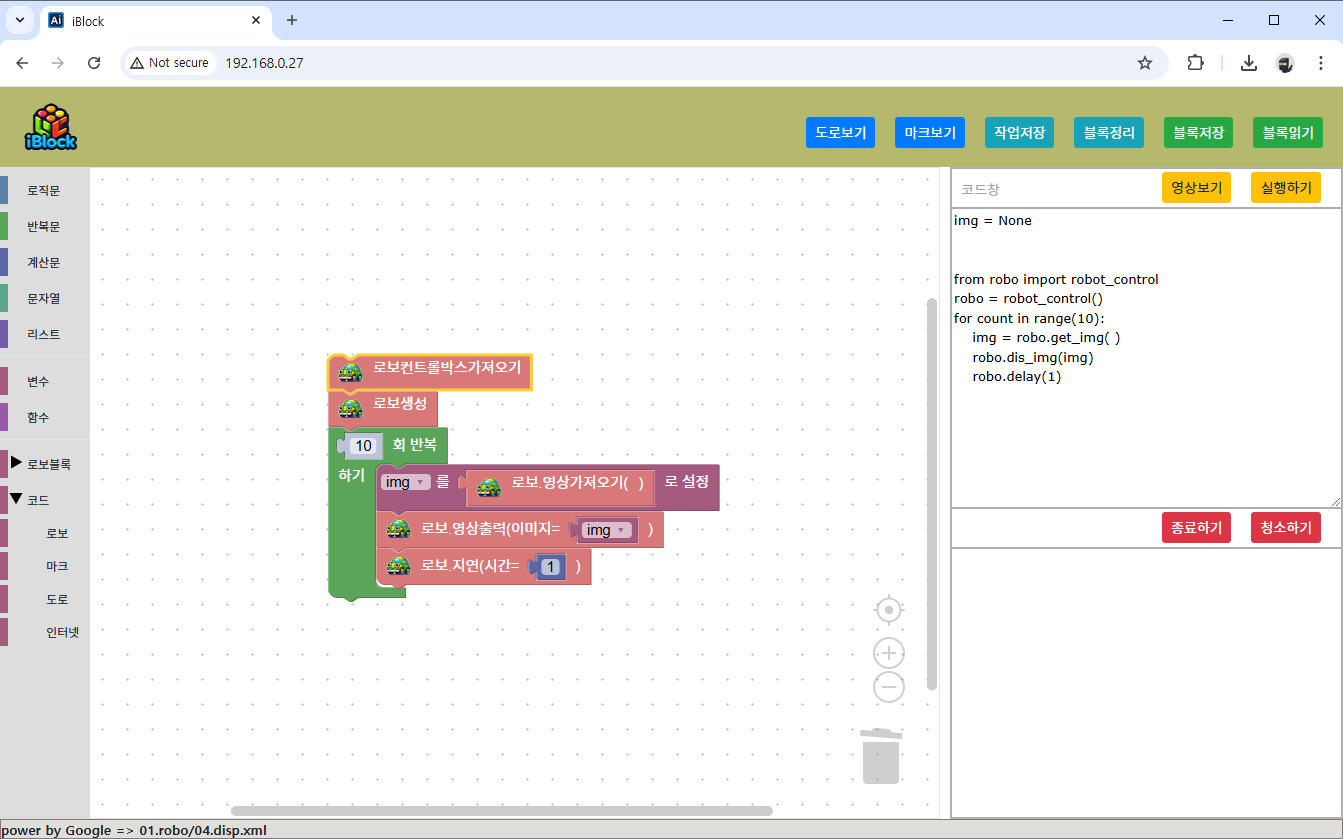 iBlock
Not secure 192.168.0.27
iBlock
도로보기 마크보기 작업저장 블록정리 블록저장 블록읽기
로직문
반복문
계산문
문자열
리스트
변수
함수
로보블록
코드
로보
마크
도로
인터넷
로보컨트롤박스가져오기
로보생성
10 회 반복
하기 img 를 로보.영상가져오기( ) 로 설정
로보.영상출력(이미지= img )
로보.지연(시간= 1 )
코드창 영상보기 실행하기
img = None
from robo import robot_control
robo = robot_control()
for count in range(10):
img = robo.get_img( )
robo.dis_img(img)
robo.delay(1)
종료하기 청소하기
power by Google => 01.robo/04.disp.xml